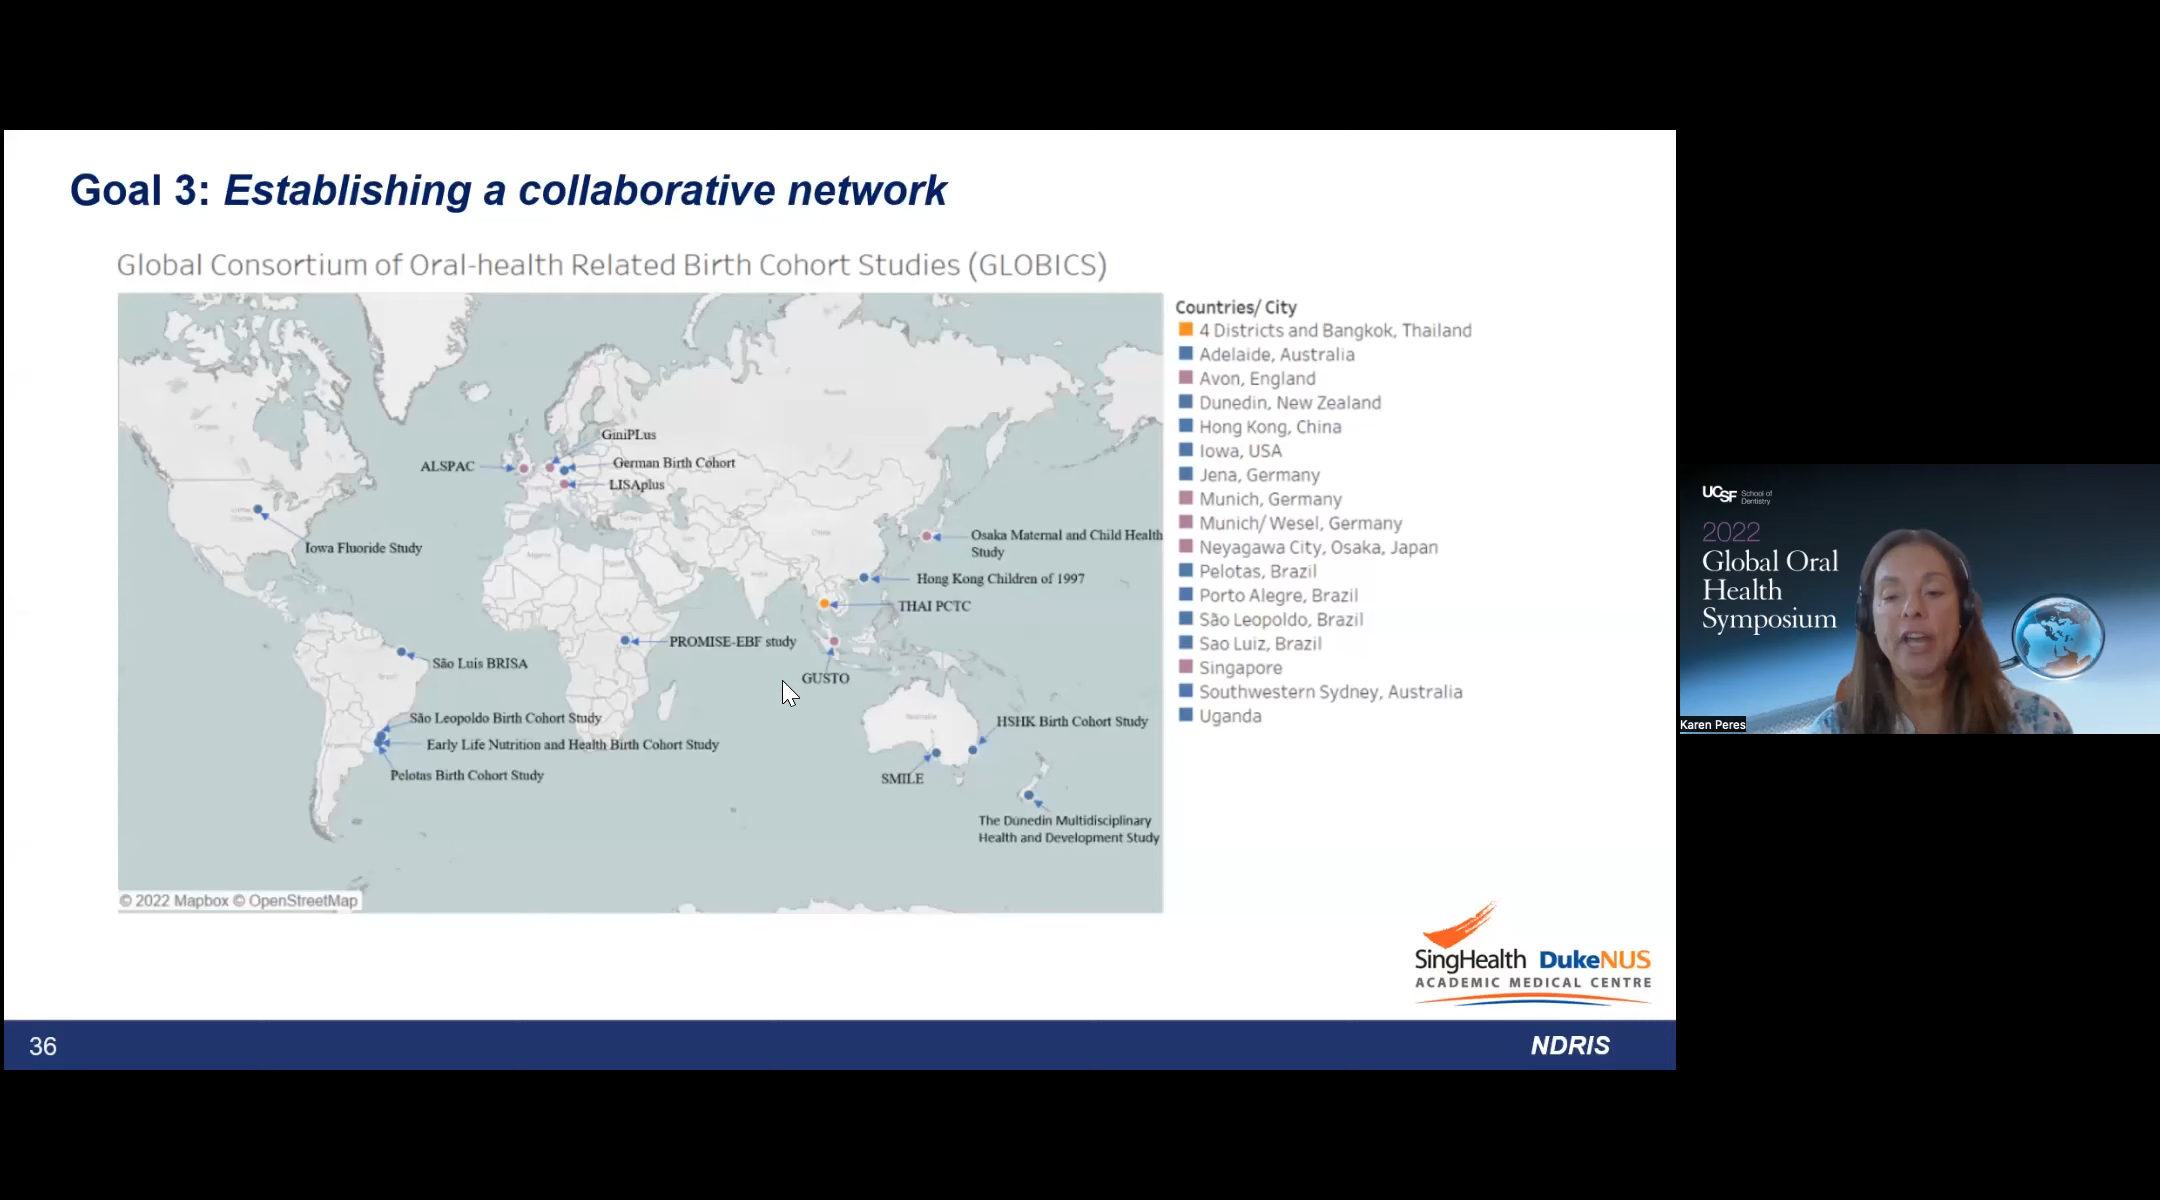 Goal 3: Establishing a collaborative network
Global Consortium of Oral-health Related Birth Cohort Studies (GLOBICS)
GiniPLus
ALSPAC
German Birth Cohort
LISAplus
Iowa Fluoride Study
Osaka Maternal and Child Health
Study
Hong Kong Children of 1997
THAI PCTC
PROMISE-EBF study
São Luís BRISA
GUSTO
São Leopoldo Birth Cohort Study
HSHK Birth Cohort Study
Early Life Nutrition and Health Birth Cohort Study
Pelotas Birth Cohort Study
SMILE
The Dunedin Multidisciplinary
Health and Development Study
© 2022 Mapbox © OpenStreetMap
Countries/ City
4 Districts and Bangkok, Thailand
Adelaide, Australia
Avon, England
Dunedin, New Zealand
Hong Kong, China
Iowa, USA
Jena, Germany
Munich, Germany
Munich/ Wesel, Germany
Neyagawa City, Osaka, Japan
Pelotas, Brazil
Porto Alegre, Brazil
São Leopoldo, Brazil
Sao Luiz, Brazil
Singapore
Southwestern Sydney, Australia
Uganda
SingHealth DukeNUS
ACADEMIC MEDICAL CENTRE
36
NDRIS
UCSF School of
Dentistry
2022
Global Oral
Health
Symposium
Karen Peres